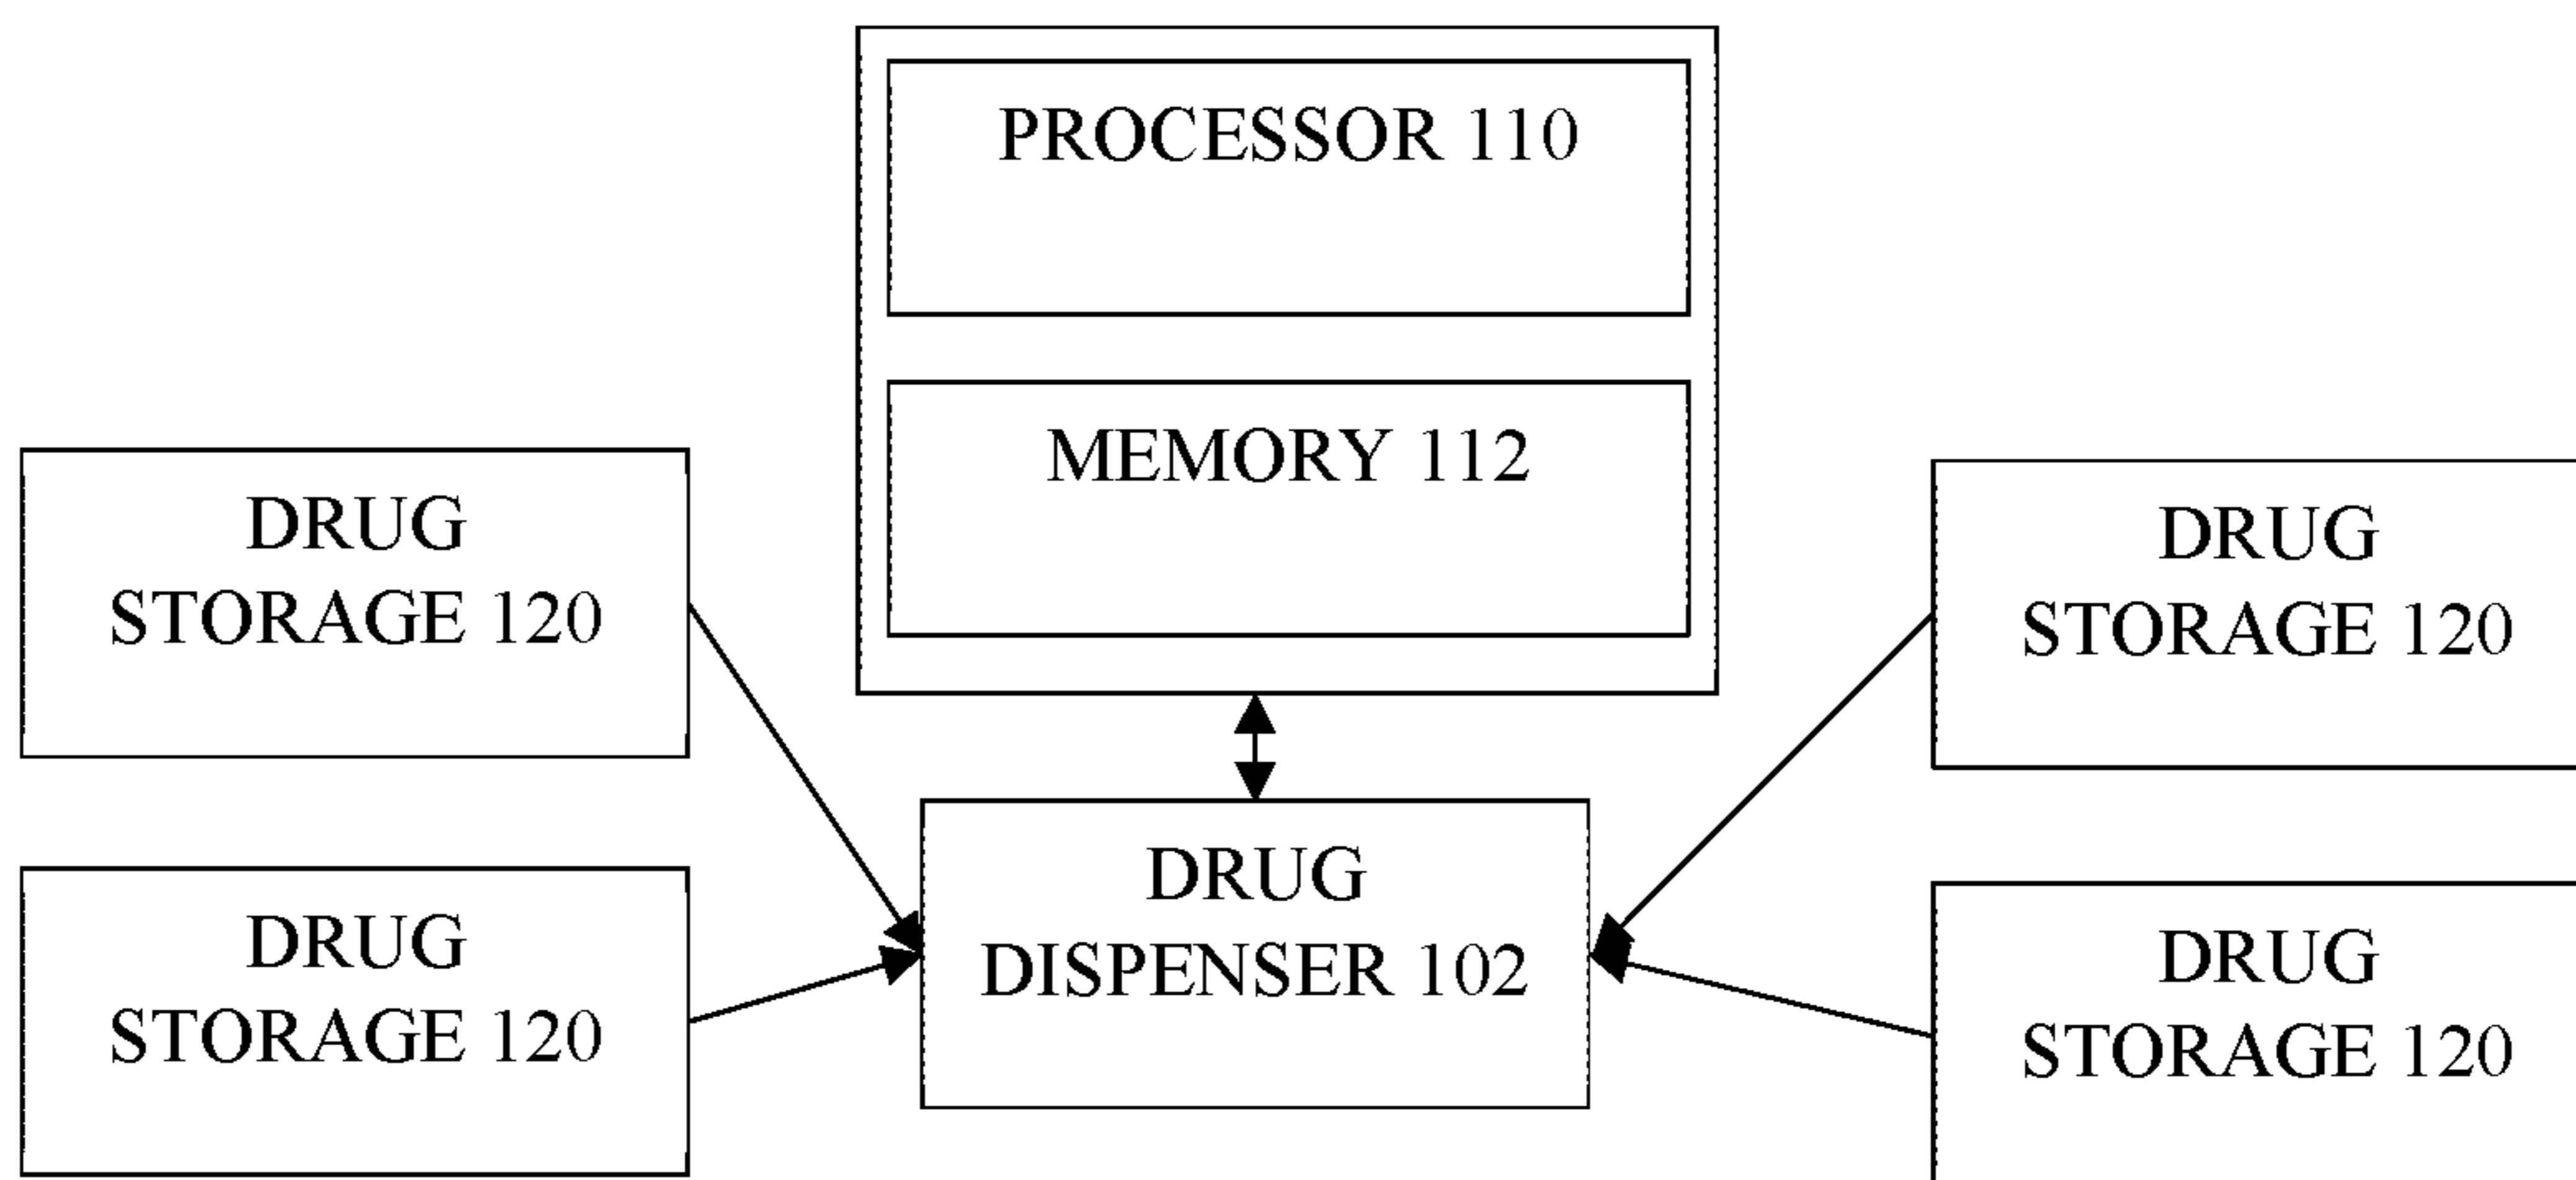 PROCESSOR 110
MEMORY 112
DRUG
STORAGE 120
DRUG
STORAGE 120
DRUG
STORAGE 120
DRUG
DISPENSER 102
DRUG
STORAGE 120